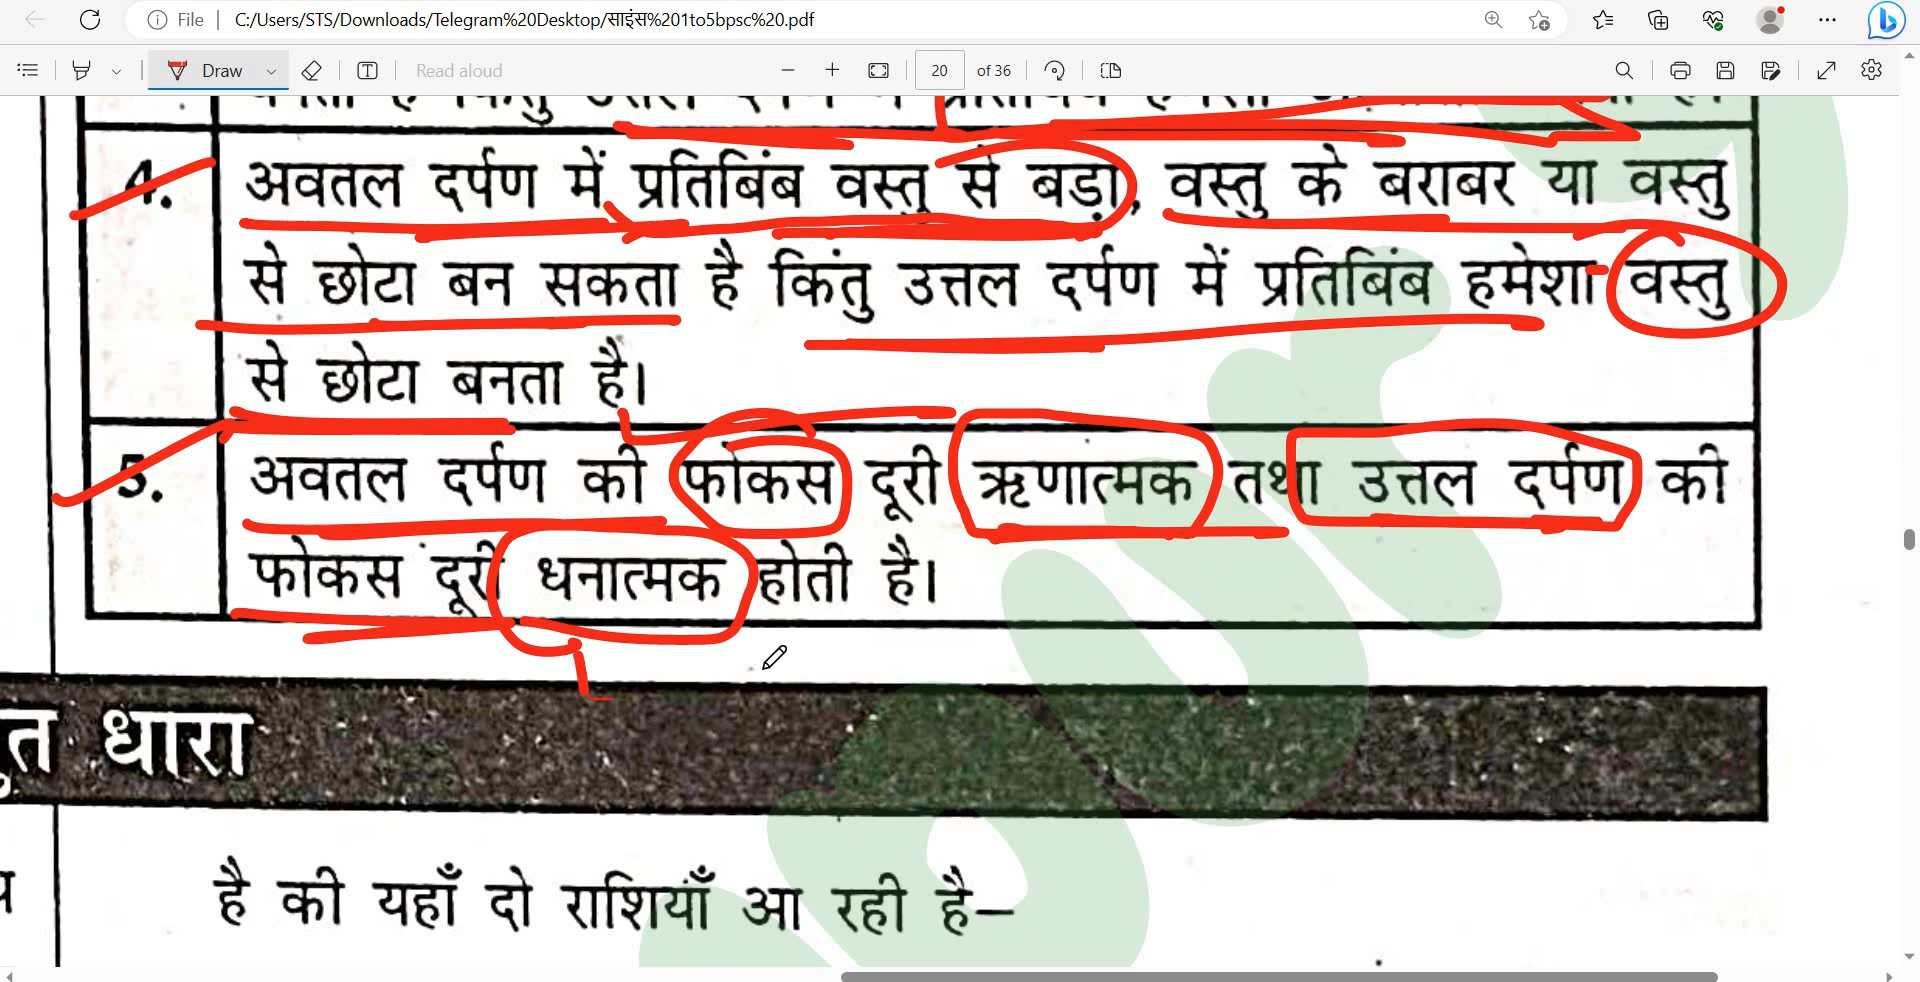 File | C:/Users/STS/Downloads/Telegram%20Desktop/साइंस%201to5bpsc%20.pdf
Draw
Read aloud
20 of 36
4. अवतल दर्पण में प्रतिबिंब वस्तु से बड़ा, वस्तु के बराबर या वस्तु
से छोटा बन सकता है किंतु उत्तल दर्पण में प्रतिबिंब हमेशा वस्तु
से छोटा बनता है।
5. अवतल दर्पण की फोकस दूरी ऋणात्मक तथा उत्तल दर्पण की
फोकस दूरी धनात्मक होती है।
त धारा
है की यहाँ दो राशियाँ आ रही है–